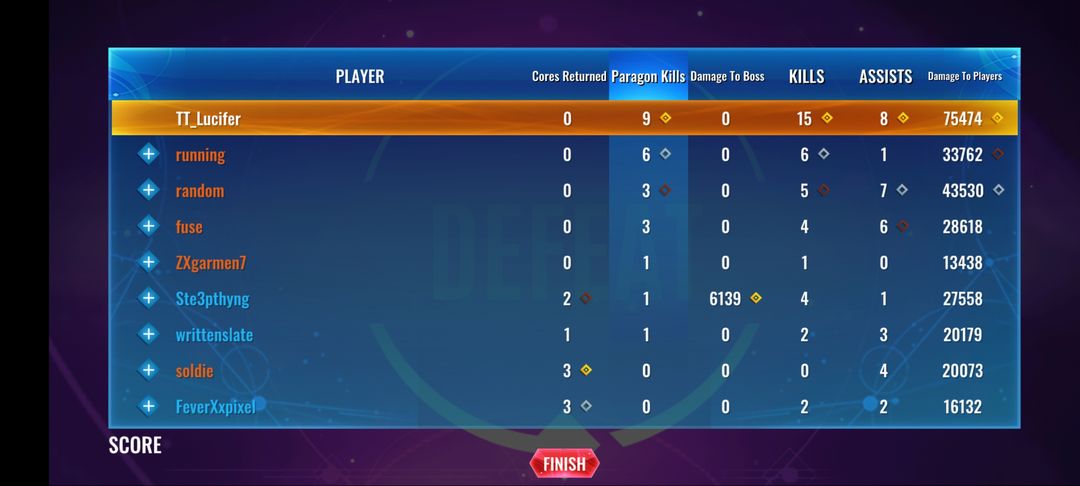 PLAYER Cores Returned Paragon Kills Damage To Boss KILLS ASSISTS Damage To Players
TT_Lucifer 0 9 0 15 8 75474
running 0 6 0 6 1 33762
random 0 3 0 5 7 43530
fuse 0 3 0 4 6 28618
ZXgarmen7 0 1 0 1 0 13438
Ste3pthyng 2 1 6139 4 1 27558
writtenslate 1 1 0 2 3 20179
soldie 3 0 0 0 4 20073
FeverXxpixel 3 0 0 2 2 16132
DEFEAT
SCORE
FINISH